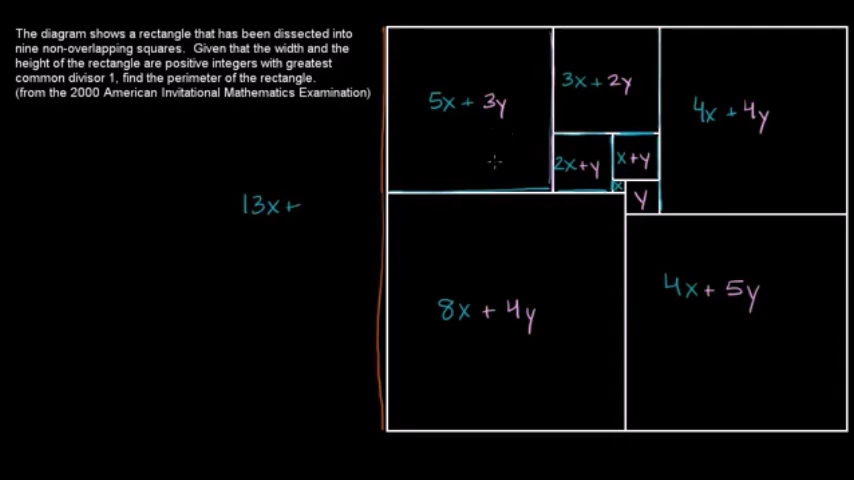 The diagram shows a rectangle that has been dissected into
nine non-overlapping squares. Given that the width and the
height of the rectangle are positive integers with greatest
common divisor 1, find the perimeter of the rectangle.
(from the 2000 American Invitational Mathematics Examination)
5x + 3y
3x + 2y
4x + 4y
2x + y
x + y
x
y
13x +
8x + 4y
4x + 5y